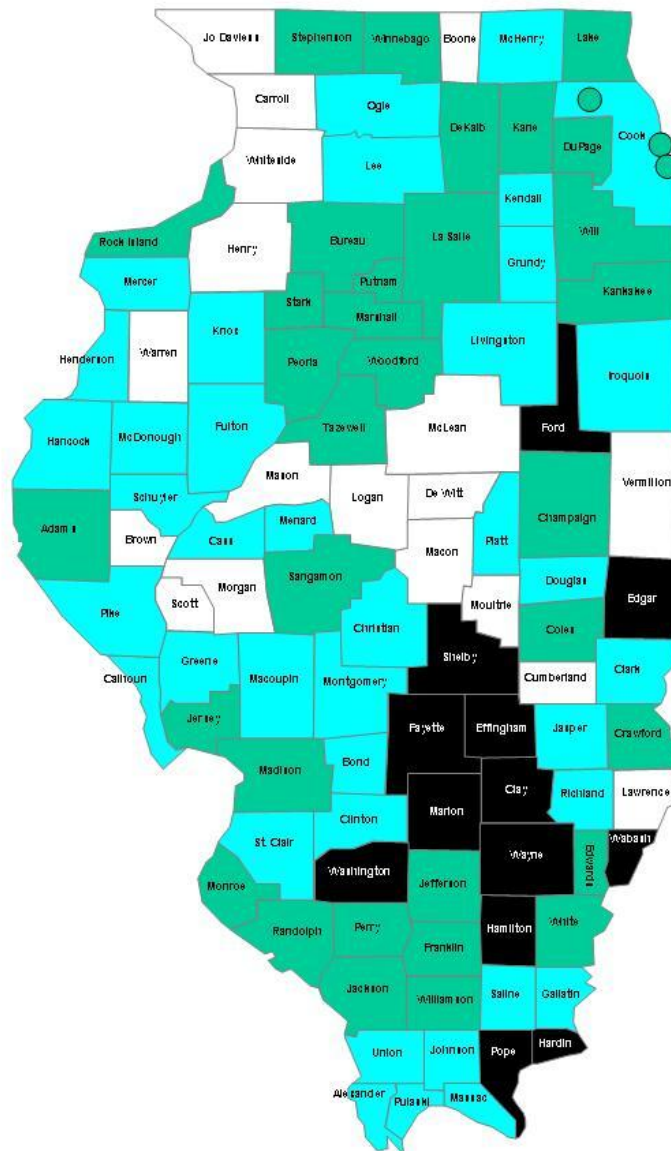 Jo Daviess
Stephenson
Winnebago
Boone
McHenry
Lake
Carroll
Ogle
DeKalb
Kane
Cook
DuPage
Whiteside
Lee
Kendall
Will
Rock Island
Henry
Bureau
La Salle
Grundy
Mercer
Putnam
Kankakee
Stark
Marshall
Knox
Henderson
Warren
Peoria
Woodford
Livingston
Iroquois
Hancock
McDonough
Fulton
Tazewell
McLean
Ford
Mason
Vermilion
Schuyler
Logan
De Witt
Champaign
Adams
Brown
Cass
Menard
Macon
Piatt
Douglas
Edgar
Pike
Scott
Morgan
Sangamon
Christian
Moultrie
Coles
Shelby
Calhoun
Greene
Macoupin
Montgomery
Cumberland
Clark
Jersey
Fayette
Effingham
Jasper
Crawford
Madison
Bond
Clay
Richland
Lawrence
Marion
Clinton
St. Clair
Wabash
Wayne
Edwards
Washington
Jefferson
Monroe
Randolph
Perry
Hamilton
White
Franklin
Jackson
Williamson
Saline
Gallatin
Union
Johnson
Pope
Hardin
Alexander
Pulaski
Massac